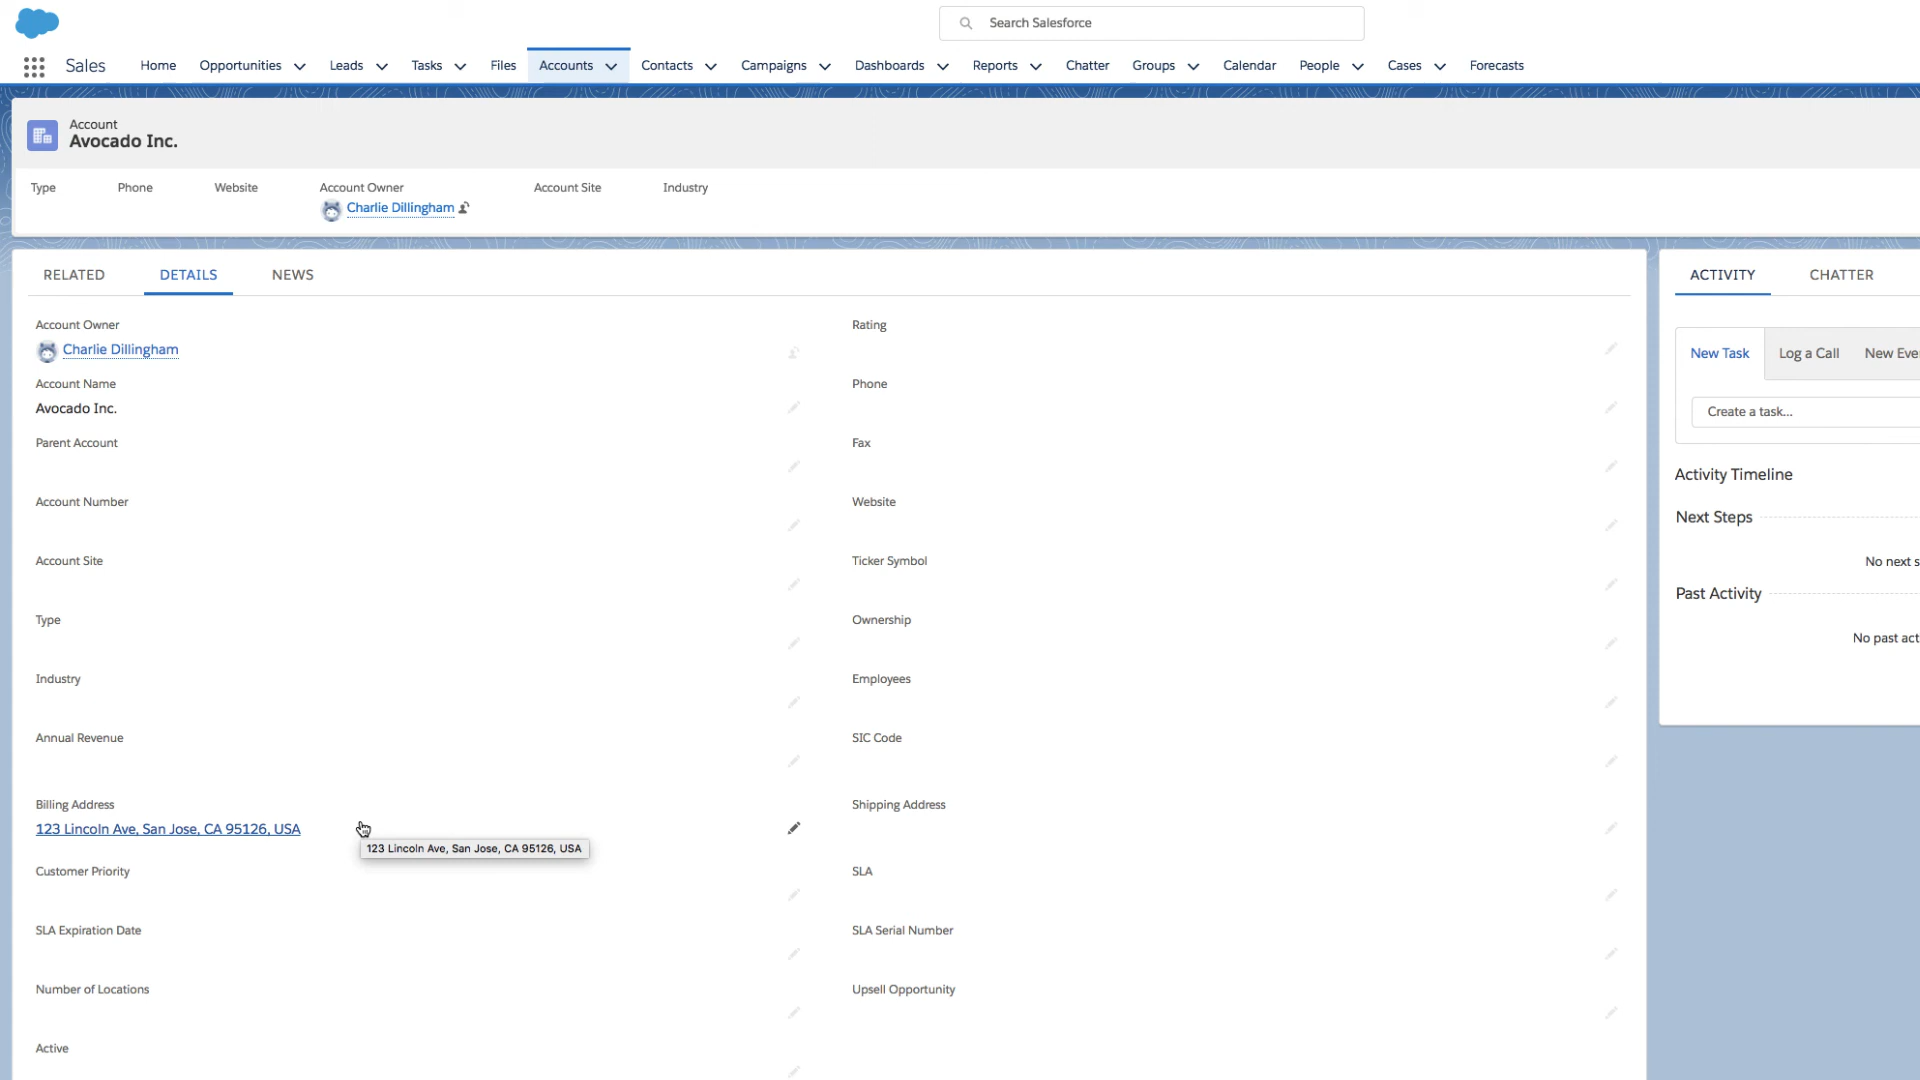 Search Salesforce
Sales Home Opportunities Leads Tasks Files Accounts Contacts Campaigns Dashboards Reports Chatter Groups Calendar People Cases Forecasts
Account
Avocado Inc.
Type Phone Website Account Owner Account Site Industry
Charlie Dillingham
RELATED DETAILS NEWS
Account Owner
Charlie Dillingham
Account Name
Avocado Inc.
Parent Account
Account Number
Account Site
Type
Industry
Annual Revenue
Billing Address
123 Lincoln Ave, San Jose, CA 95126, USA
123 Lincoln Ave, San Jose, CA 95126, USA
Customer Priority
SLA Expiration Date
Number of Locations
Active
Rating
Phone
Fax
Website
Ticker Symbol
Ownership
Employees
SIC Code
Shipping Address
SLA
SLA Serial Number
Upsell Opportunity
ACTIVITY CHATTER
New Task Log a Call New Eve
Create a task...
Activity Timeline
Next Steps
No next s
Past Activity
No past act